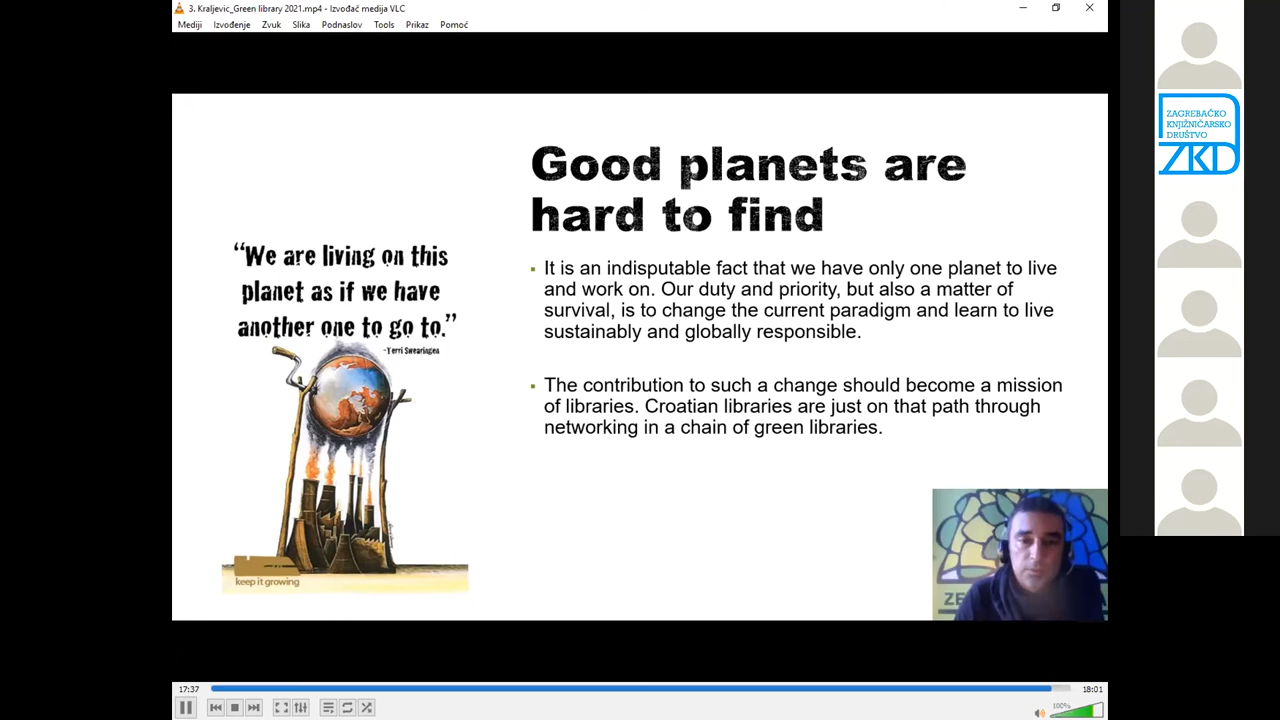 3. Kraljevic_Green library 2021.mp4 - Izvođač medija VLC
Mediji Izvođenje Zvuk Slika Podnaslov Tools Prikaz Pomoć
Good planets are
hard to find
“We are living on this
planet as if we have
another one to go to.”
-Terri Swearingen
keep it growing
▪ It is an indisputable fact that we have only one planet to live
and work on. Our duty and priority, but also a matter of
survival, is to change the current paradigm and learn to live
sustainably and globally responsible.
▪ The contribution to such a change should become a mission
of libraries. Croatian libraries are just on that path through
networking in a chain of green libraries.
ZAGREBAČKO
KNJIŽNIČARSKO
DRUŠTVO
ZKD
17:37
18:01
100%